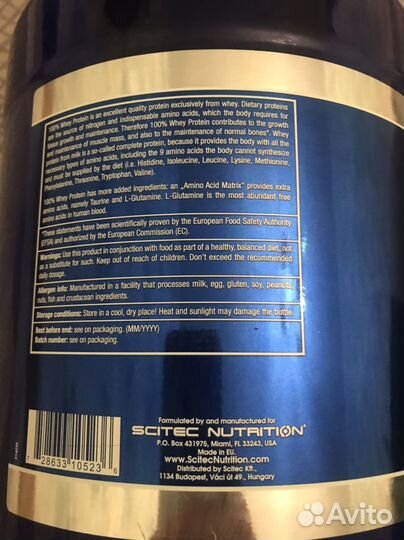 100% Whey Protein is an excellent quality protein exclusively from whey. Dietary proteins
are the source of nitrogen and indispensable amino acids, which the body requires for
tissue growth and maintenance. Therefore 100% Whey Protein contributes to the growth
and maintenance of muscle mass, and also to the maintenance of normal bones*. Whey
protein from milk is a so-called complete protein, because it provides the body with all the
necessary types of amino acids, including the 9 amino acids the body cannot synthesize
and must be supplied by the diet (i.e. Histidine, Isoleucine, Leucine, Lysine, Methionine,
Phenylalanine, Threonine, Tryptophan, Valine).
100% Whey Protein has more added ingredients: an „Amino Acid Matrix" provides extra
amino acids, namely Taurine and L-Glutamine. L-Glutamine is the most abundant free
amino acids in human blood.
*These statements have been scientifically proven by the European Food Safety Authority
(EFSA) and authorized by the European Commission (EC).
Warnings: Use this product in conjunction with food as part of a healthy, balanced diet, not
as a substitute for such. Keep out of reach of children. Don't exceed the recommended
daily dosage.
Allergen info: Manufactured in a facility that processes milk, egg, gluten, soy, peanuts,
nuts, fish and crustacean ingredients.
Storage conditions: Store in a cool, dry place! Heat and sunlight may damage the bottle.
Best before end: see on packaging. (MM/YYYY)
Batch number: see on packaging.
Formulated by and manufactured for
SCITEC NUTRITION®
P.O. Box 431975, Miami, FL 33243, USA
Made in EU.
www.ScitecNutrition.com
Distributed by Scitec Kft.,
1134 Budapest, Váci út 49., Hungary
7 28633 10523 6
Avito